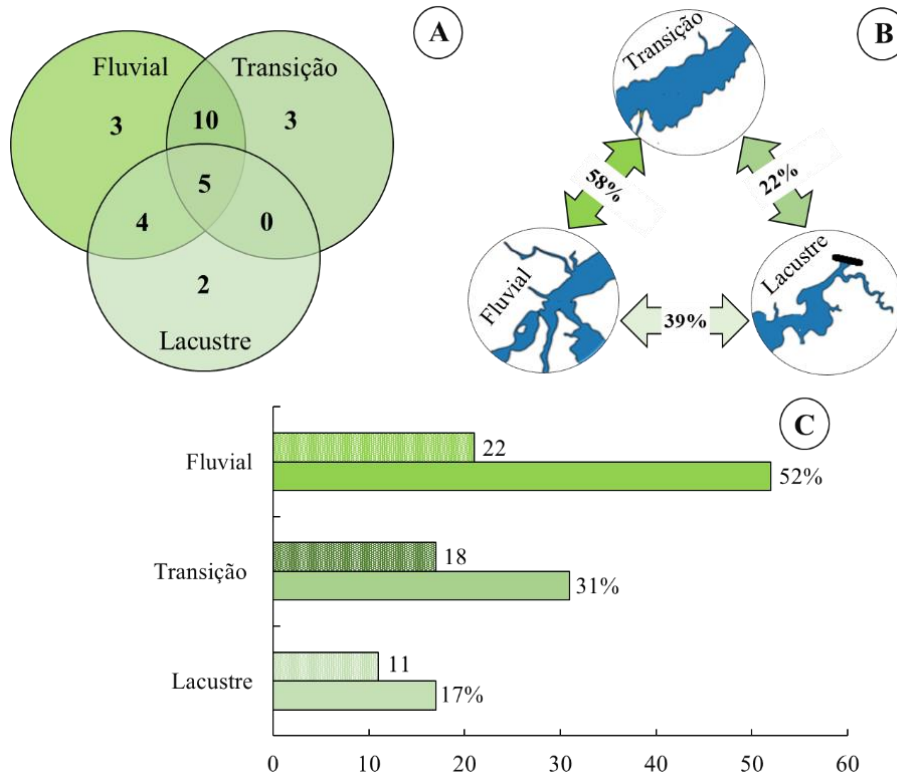 A
Fluvial
Transição
3
10
3
5
4
0
2
Lacustre
B
Transição
58%
22%
Fluvial
Lacustre
39%
C
Fluvial
22
52%
Transição
18
31%
Lacustre
11
17%
0 10 20 30 40 50 60